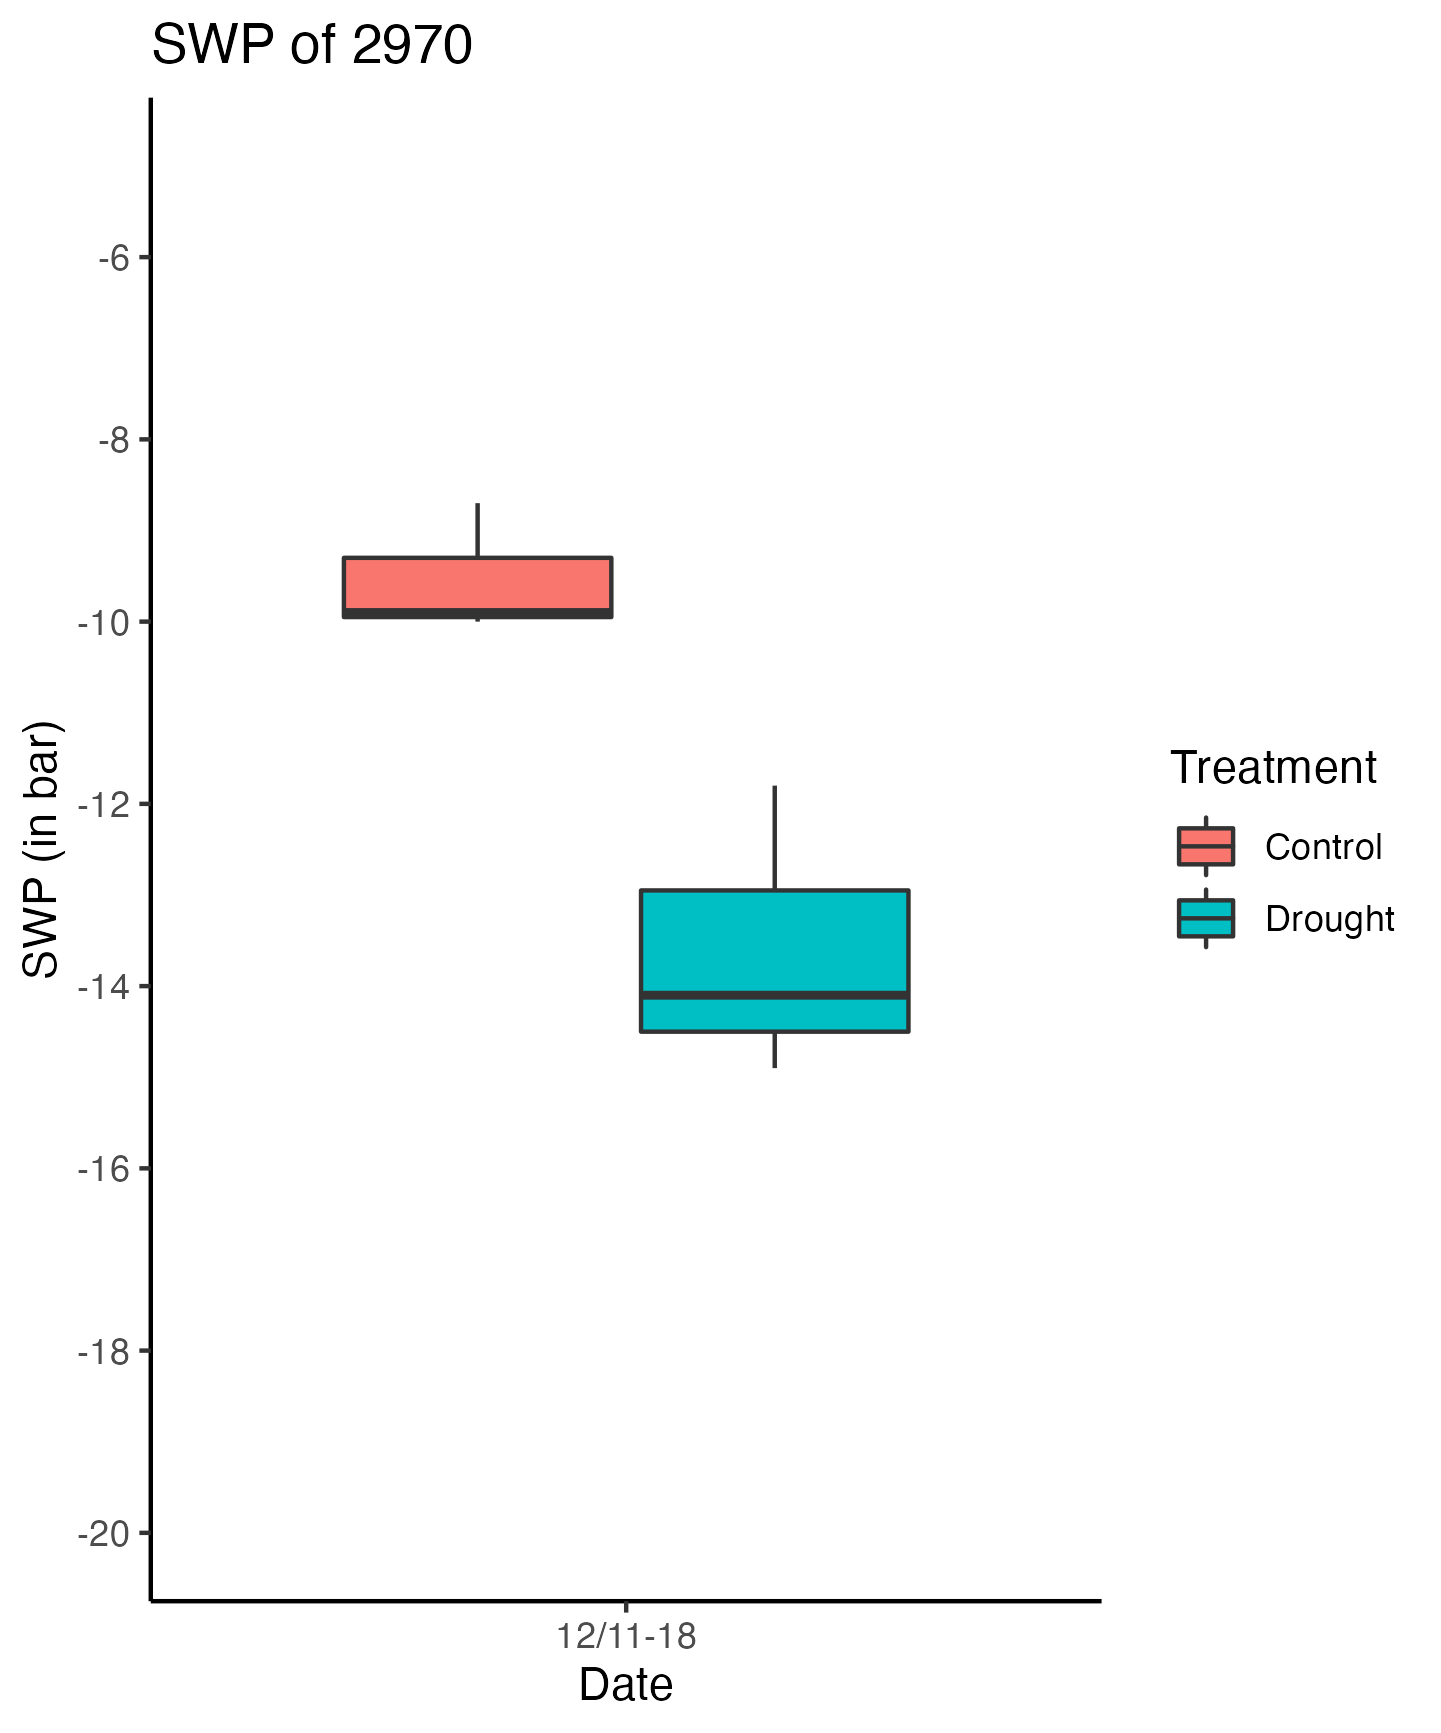 SWP of 2970
-6
-8
-10
-12
-14
-16
-18
-20
SWP (in bar)
12/11-18
Date
Treatment
Control
Drought